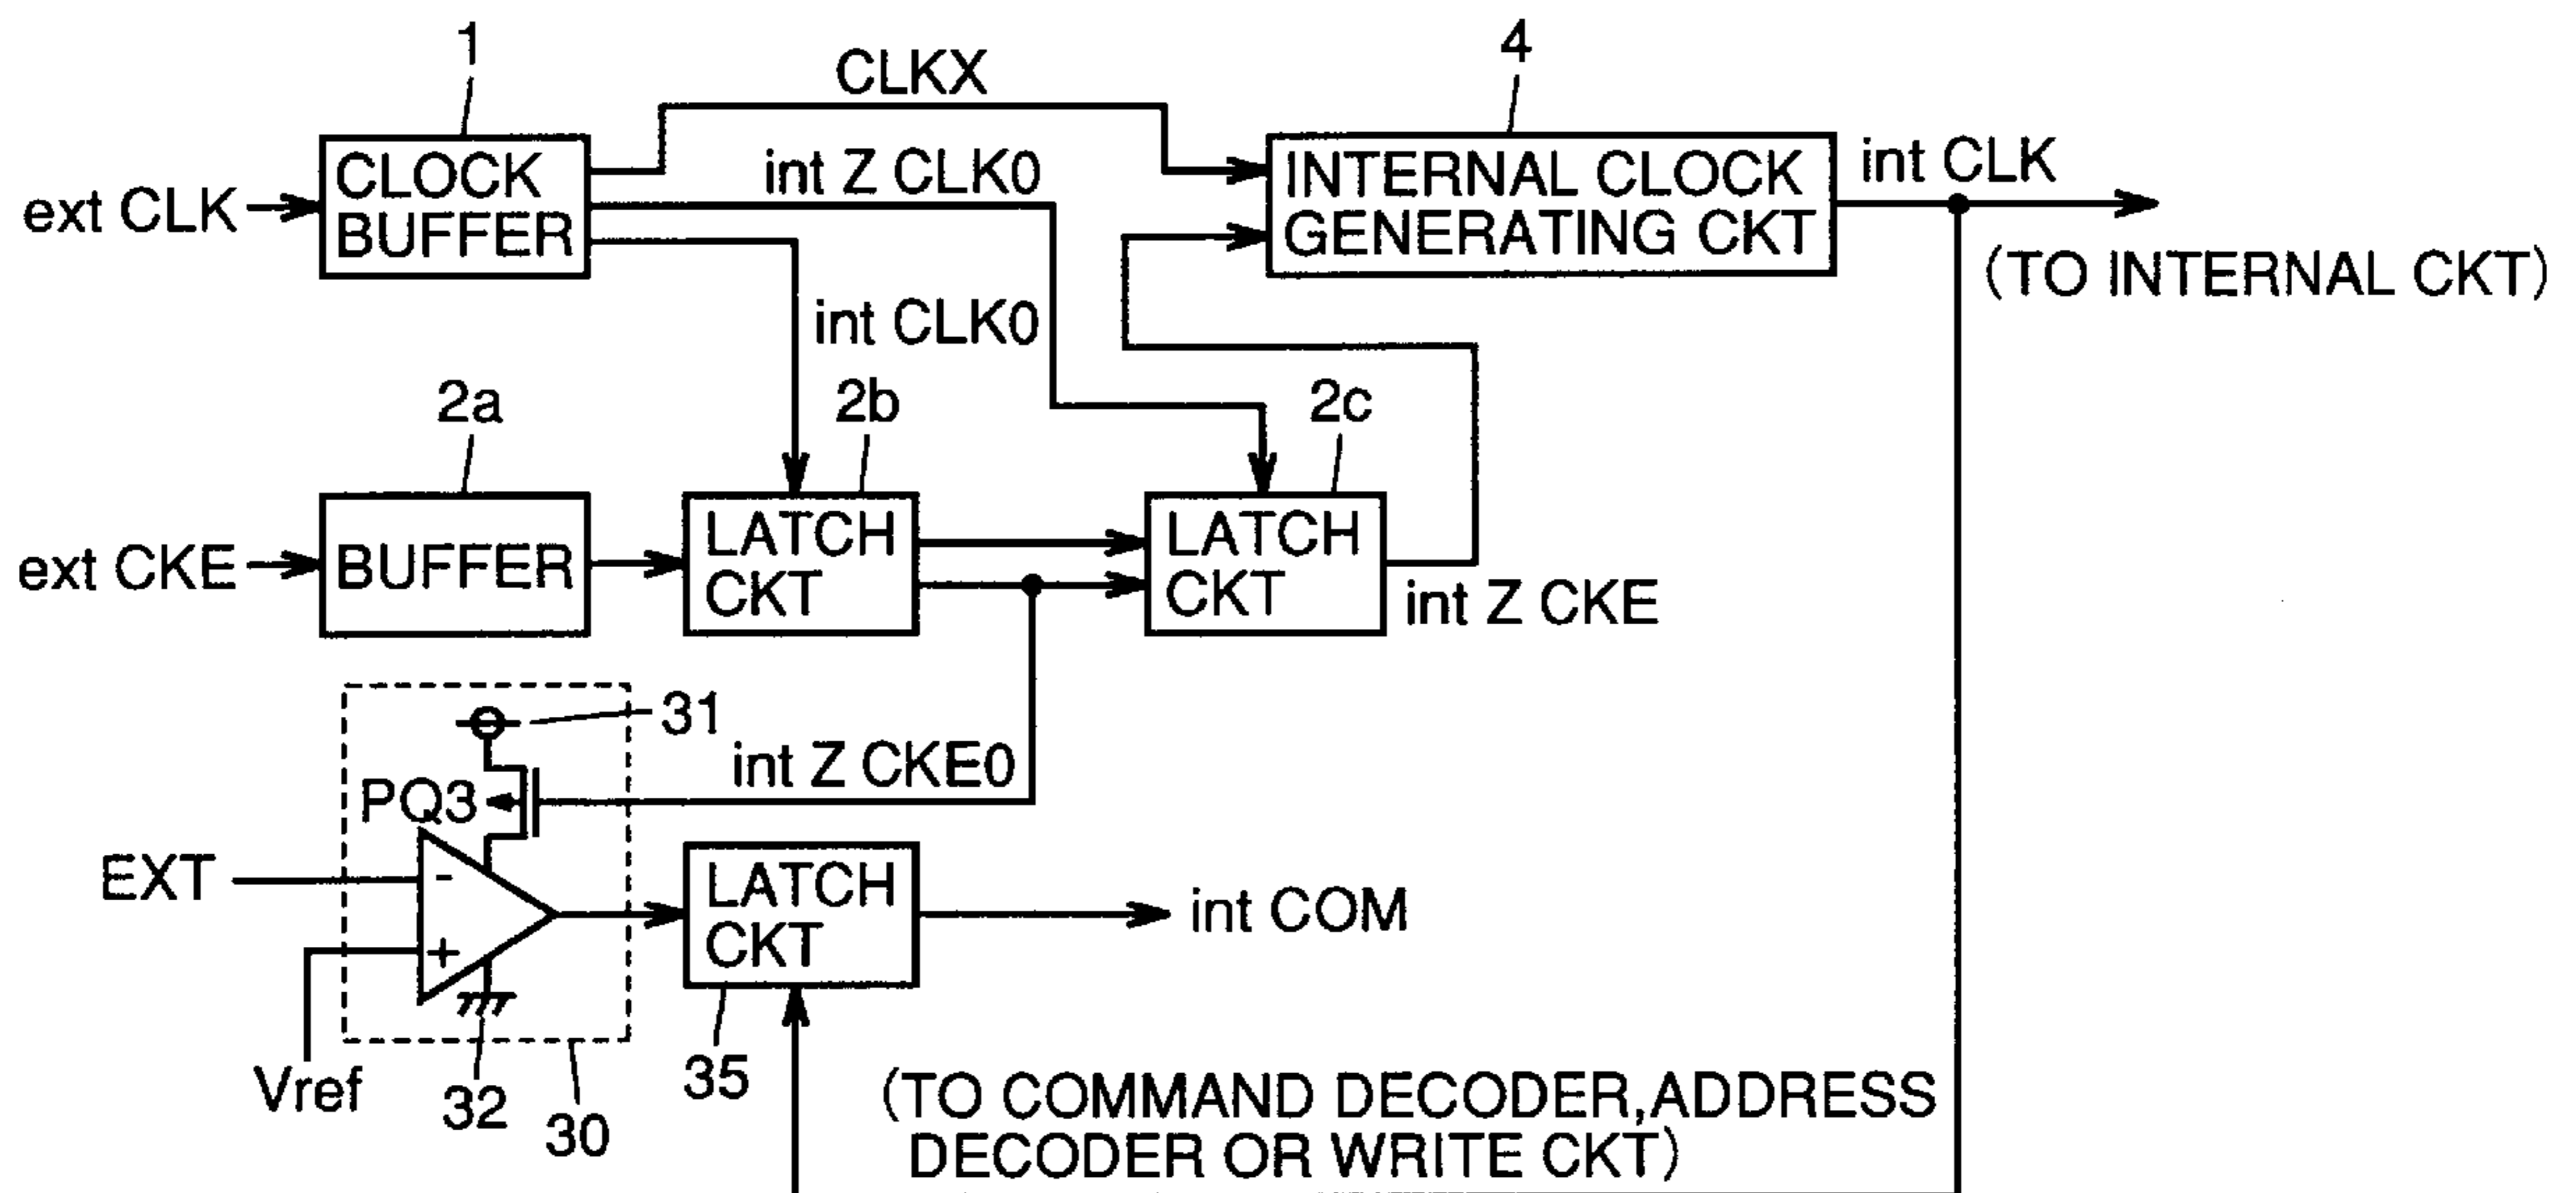 1
4
CLKX
CLOCK
BUFFER
int Z CLK0
INTERNAL CLOCK
GENERATING CKT
int CLK
ext CLK
(TO INTERNAL CKT)
int CLK0
2a
2b
2c
ext CKE
BUFFER
LATCH
CKT
LATCH
CKT
int Z CKE
31
int Z CKE0
PQ3
EXT
-
+
LATCH
CKT
int COM
Vref
32
30
35
(TO COMMAND DECODER,ADDRESS
DECODER OR WRITE CKT)